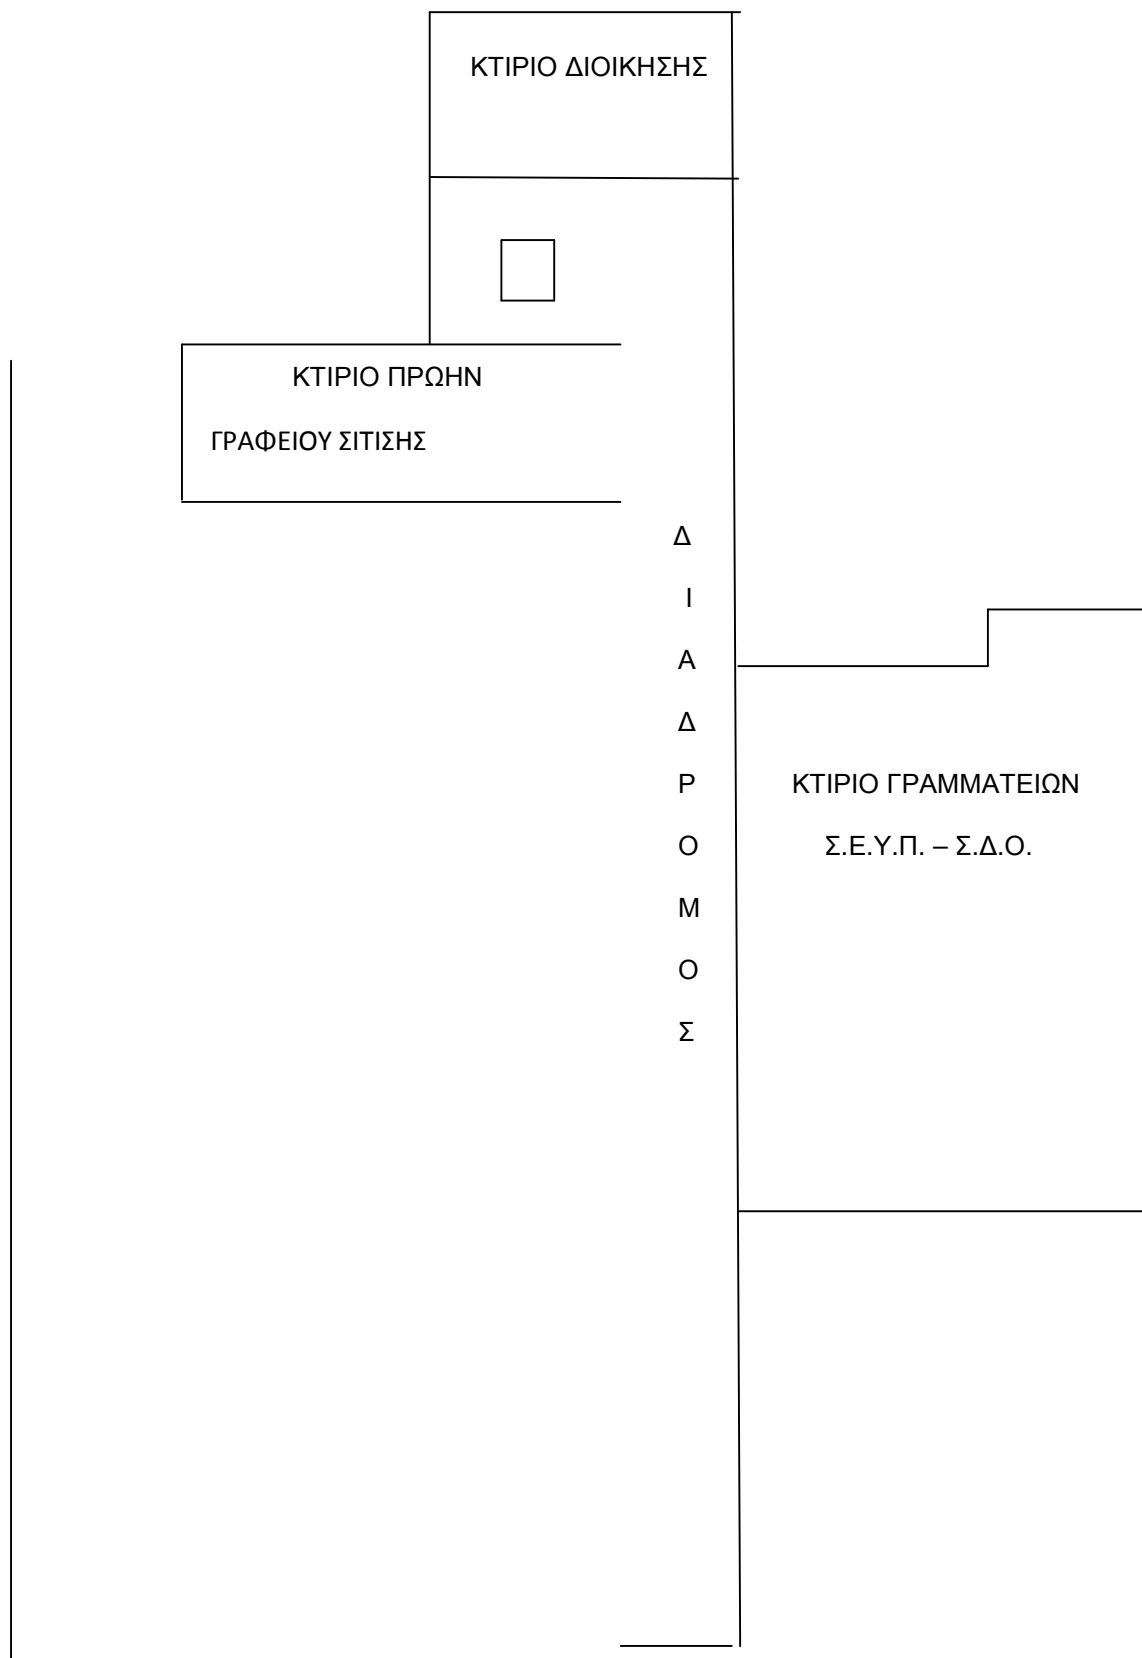 ΚΤΙΡΙΟ ΔΙΟΙΚΗΣΗΣ
ΚΤΙΡΙΟ ΠΡΩΗΝ
ΓΡΑΦΕΙΟΥ ΣΙΤΙΣΗΣ
Δ
Ι
Α
Δ
Ρ
Ο
Μ
Ο
Σ
ΚΤΙΡΙΟ ΓΡΑΜΜΑΤΕΙΩΝ
Σ.Ε.Υ.Π. – Σ.Δ.Ο.